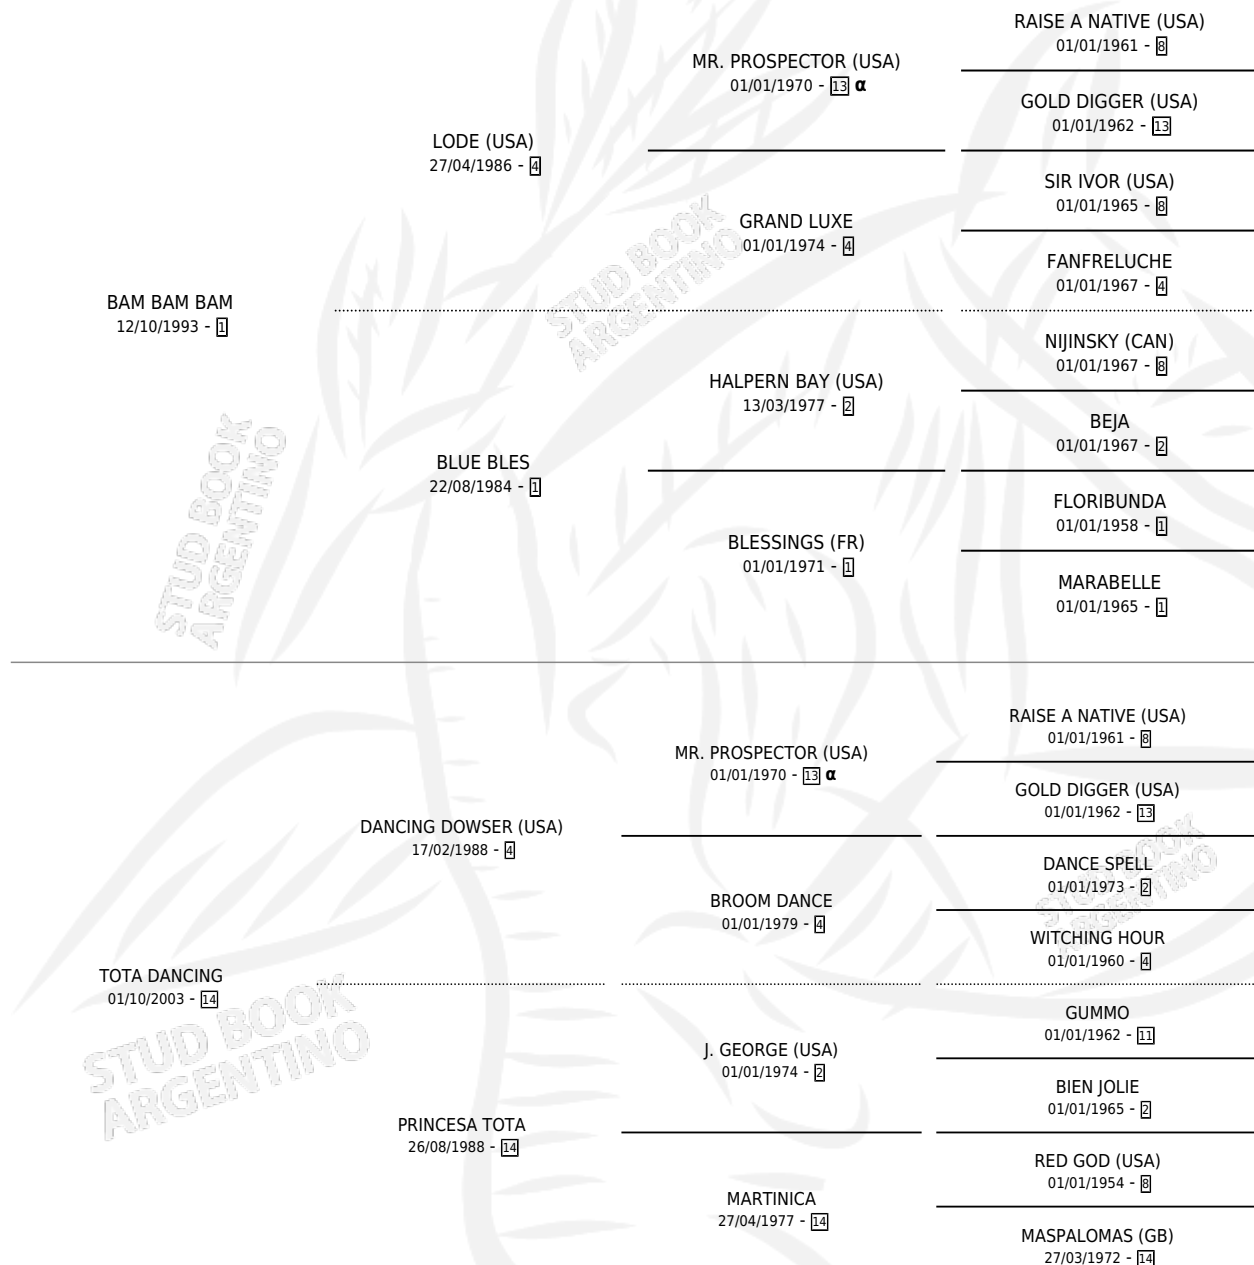 RAISE A NATIVE (USA)
01/01/1961 - 8
MR. PROSPECTOR (USA)
01/01/1970 - 13 α
GOLD DIGGER (USA)
01/01/1962 - 13
LODE (USA)
27/04/1986 - 4
SIR IVOR (USA)
01/01/1965 - 8
GRAND LUXE
01/01/1974 - 4
FANFRELUCHE
01/01/1967 - 4
BAM BAM BAM
12/10/1993 - 1
NIJINSKY (CAN)
01/01/1967 - 8
HALPERN BAY (USA)
13/03/1977 - 2
BEJA
01/01/1967 - 2
BLUE BLES
22/08/1984 - 1
FLORIBUNDA
01/01/1958 - 1
BLESSINGS (FR)
01/01/1971 - 1
MARABELLE
01/01/1965 - 1
RAISE A NATIVE (USA)
01/01/1961 - 8
MR. PROSPECTOR (USA)
01/01/1970 - 13 α
GOLD DIGGER (USA)
01/01/1962 - 13
DANCING DOWSER (USA)
17/02/1988 - 4
DANCE SPELL
01/01/1973 - 2
BROOM DANCE
01/01/1979 - 4
WITCHING HOUR
01/01/1960 - 4
TOTA DANCING
01/10/2003 - 14
GUMMO
01/01/1962 - 11
J. GEORGE (USA)
01/01/1974 - 2
BIEN JOLIE
01/01/1965 - 2
PRINCESA TOTA
26/08/1988 - 14
RED GOD (USA)
01/01/1954 - 8
MARTINICA
27/04/1977 - 14
MASPALOMAS (GB)
27/03/1972 - 14
STUD BOOK
ARGENTINO
STUD BOOK
ARGENTINO
STUD BOOK
ARGENTINO
STUD BOOK
ARGENTINO